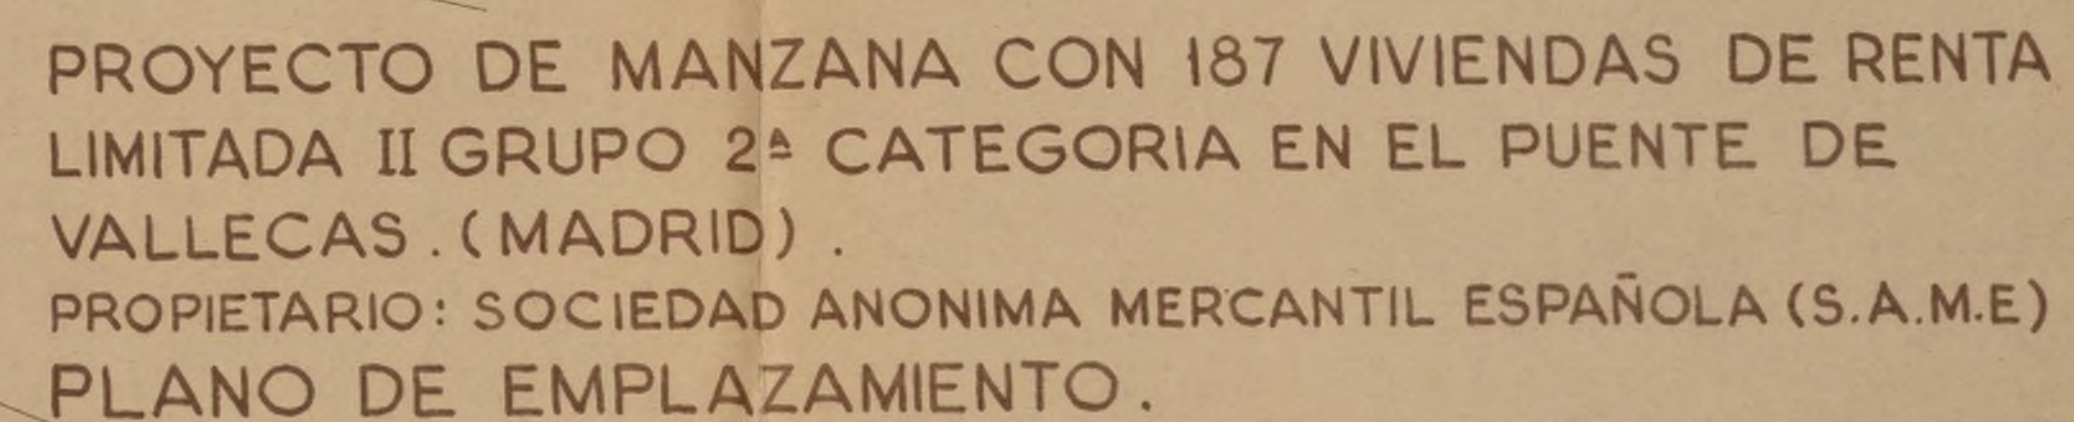 PROYECTO DE MANZANA CON 187 VIVIENDAS DE RENTA
LIMITADA II GRUPO 2ª CATEGORIA EN EL PUENTE DE
VALLECAS. (MADRID).
PROPIETARIO: SOCIEDAD ANONIMA MERCANTIL ESPAÑOLA (S.A.M.E)
PLANO DE EMPLAZAMIENTO.